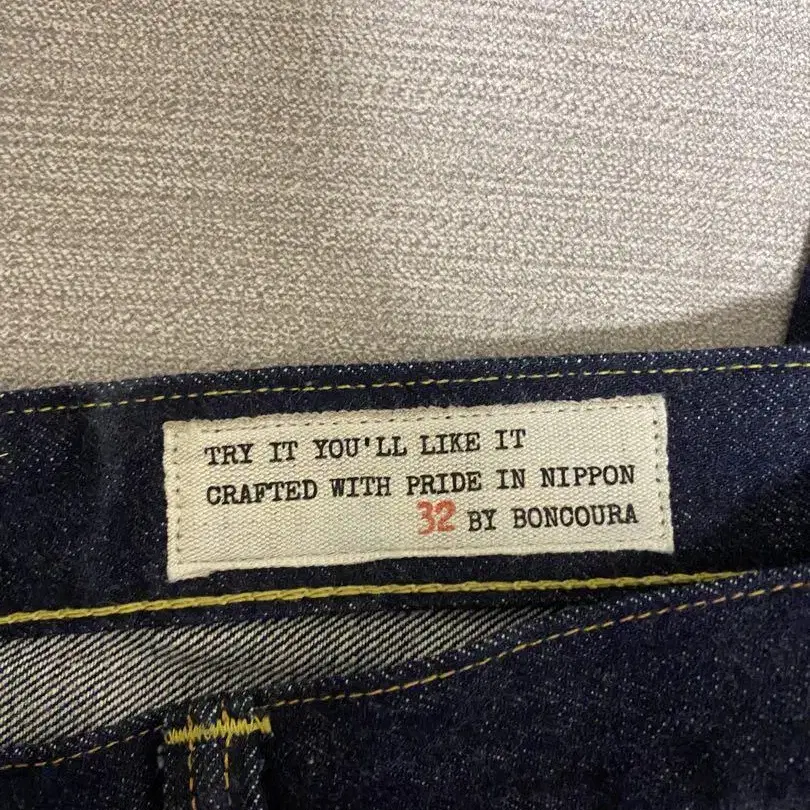 TRY IT YOU'LL LIKE IT
CRAFTED WITH PRIDE IN NIPPON
32 BY BONCOURA